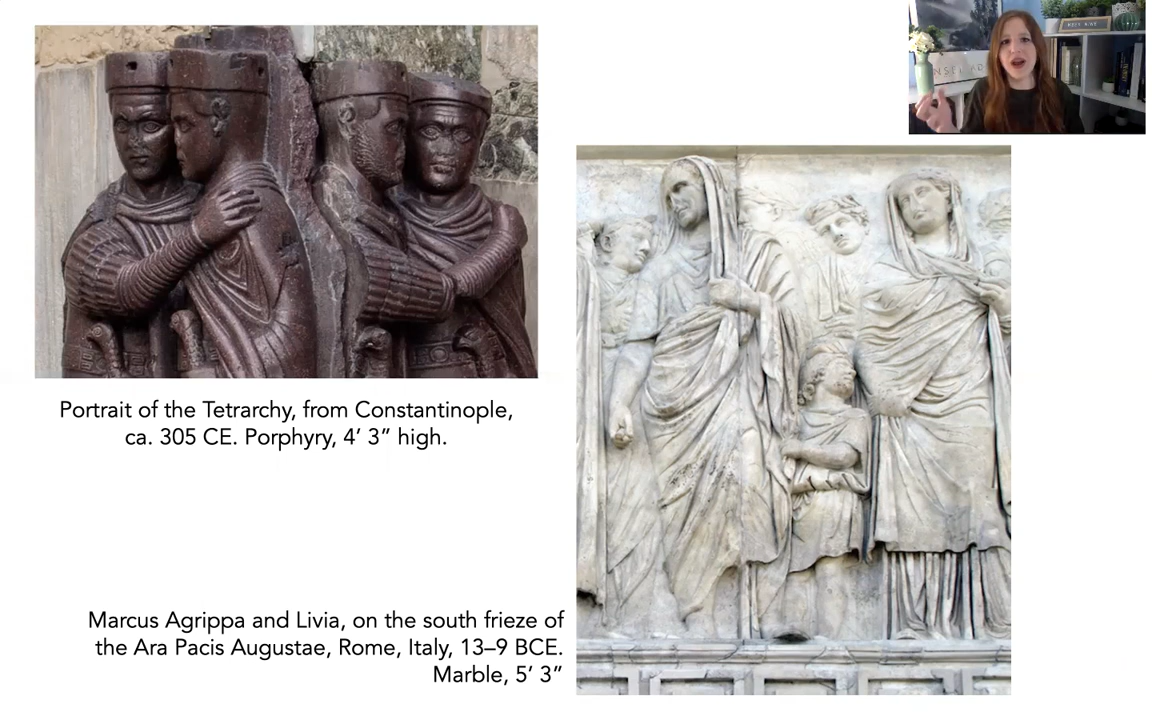 Portrait of the Tetrarchy, from Constantinople,
ca. 305 CE. Porphyry, 4’ 3” high.
Marcus Agrippa and Livia, on the south frieze of
the Ara Pacis Augustae, Rome, Italy, 13–9 BCE.
Marble, 5’ 3”